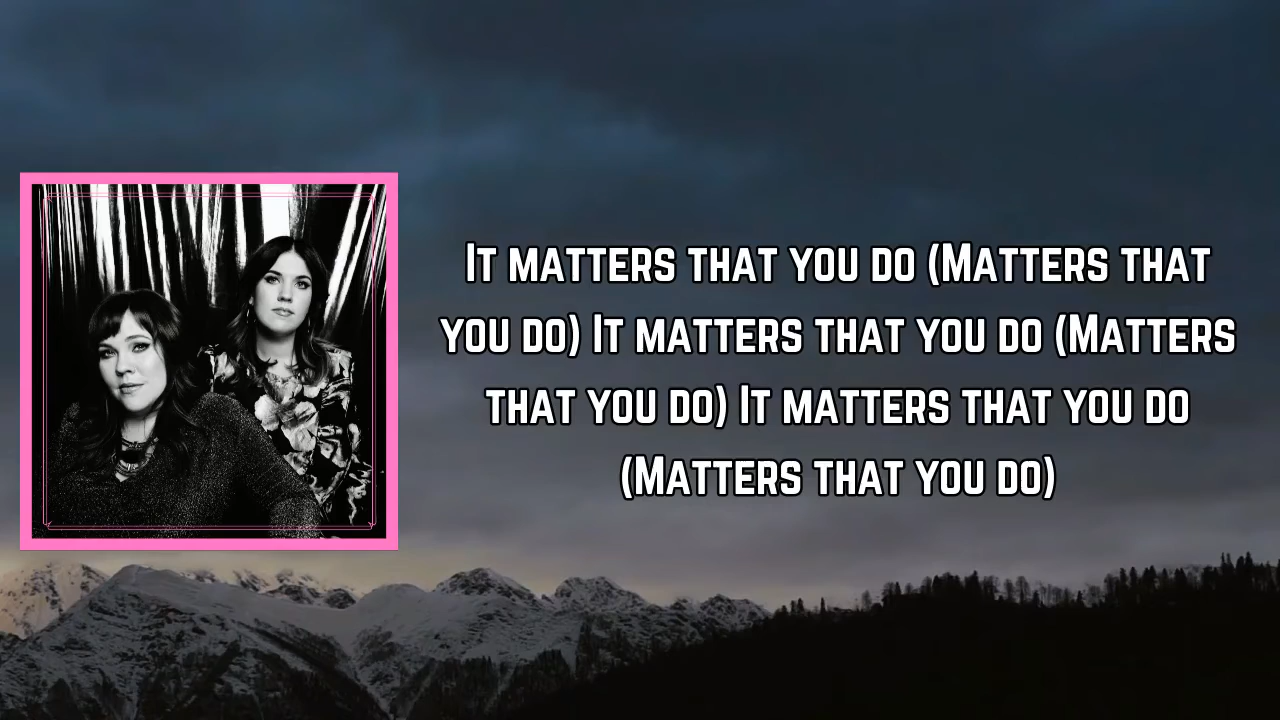 It matters that you do (Matters that
you do) It matters that you do (Matters
that you do) It matters that you do
(Matters that you do)